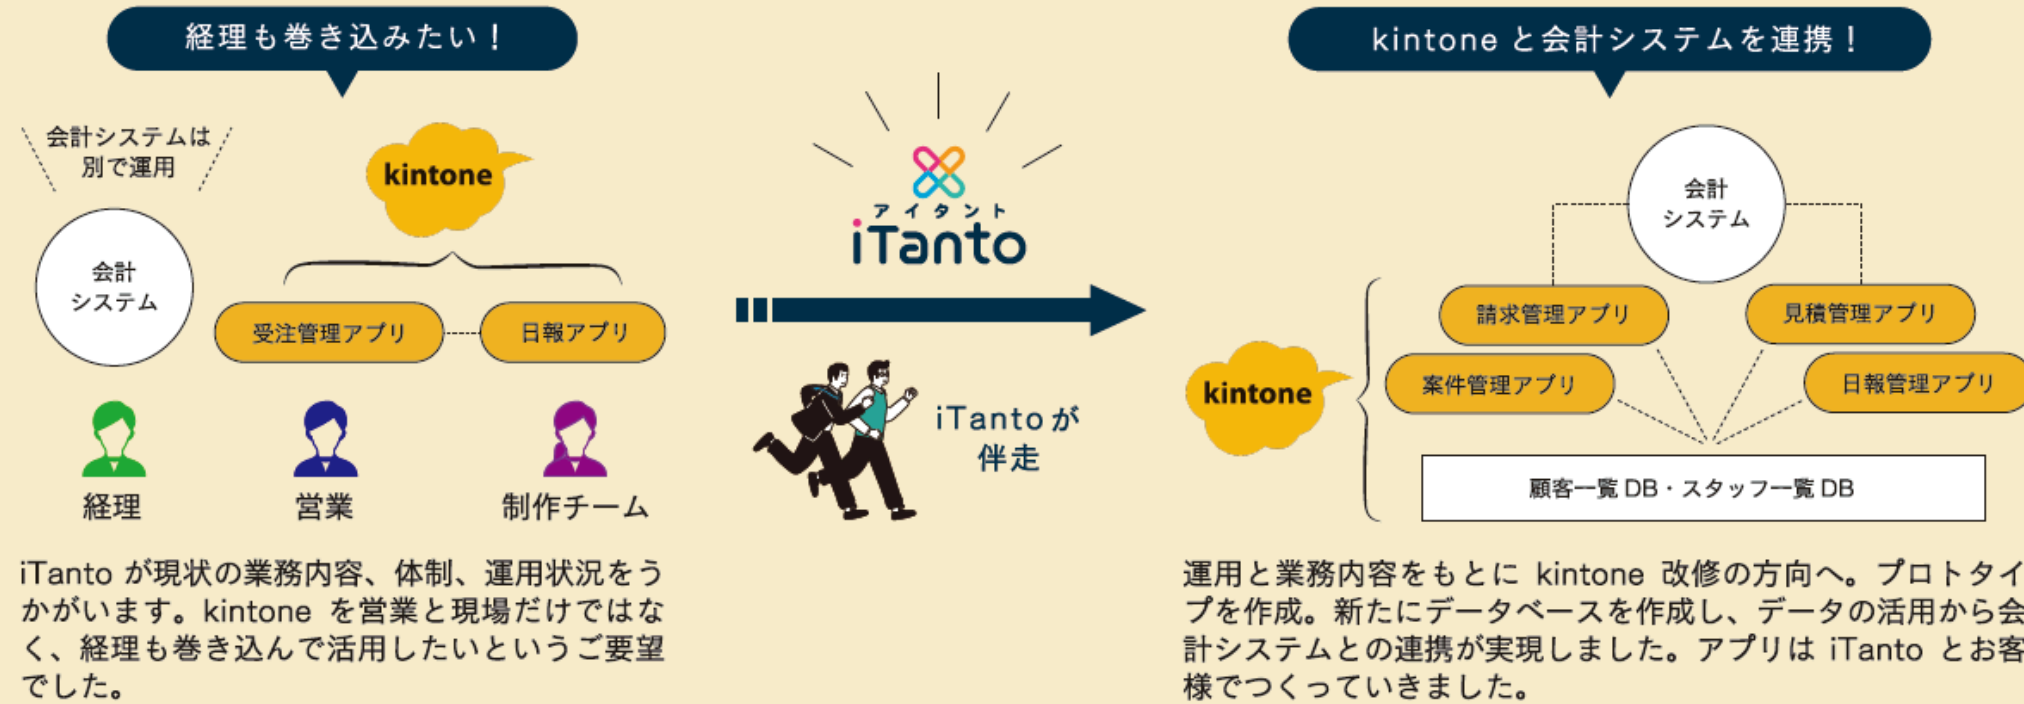 経理も巻き込みたい！
会計システムは
別で運用
kintone
会計
システム
受注管理アプリ
日報アプリ
経理
営業
制作チーム
iTanto が現状の業務内容、体制、運用状況をう
かがいます。kintone を営業と現場だけではな
く、経理も巻き込んで活用したいというご要望
でした。
アイタント
iTanto
iTantoが
伴走
kintone と会計システムを連携！
会計
システム
請求管理アプリ
見積管理アプリ
kintone
案件管理アプリ
日報管理アプリ
顧客一覧 DB・スタッフ一覧 DB
運用と業務内容をもとに kintone 改修の方向へ。プロトタイ
プを作成。新たにデータベースを作成し、データの活用から会
計システムとの連携が実現しました。アプリは iTanto とお客
様でつくっていきました。